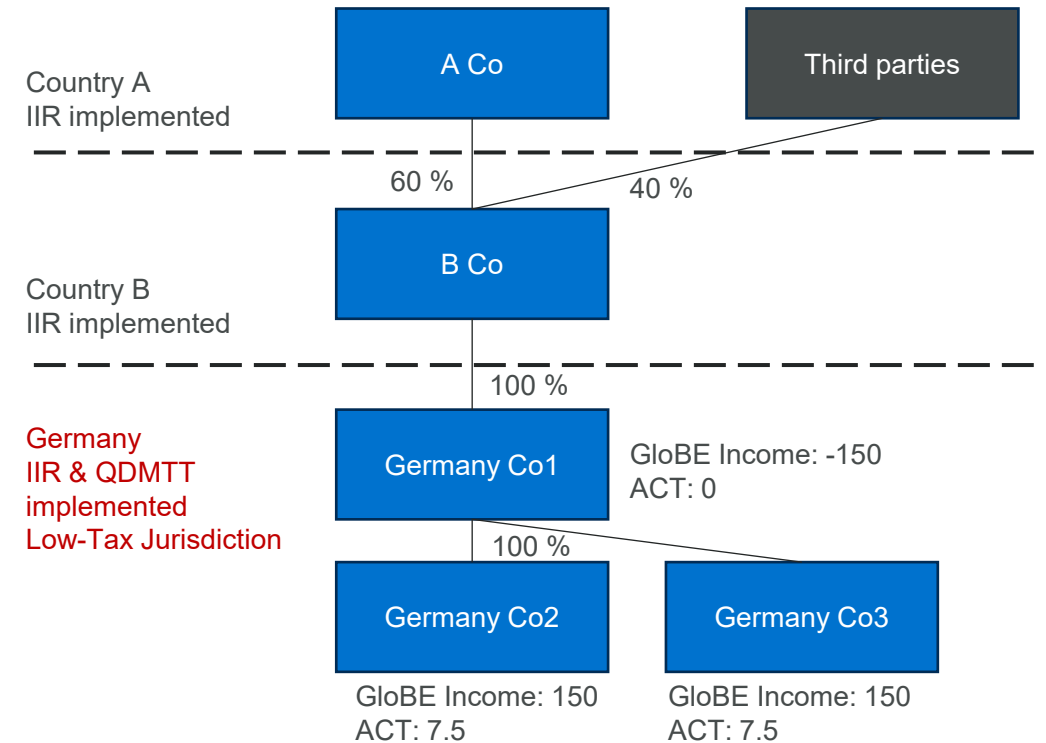 A Co
Third parties
Country A
IIR implemented
60 %
40 %
B Co
Country B
IIR implemented
100 %
Germany
IIR & QDMTT
implemented
Low-Tax Jurisdiction
Germany Co1
GloBE Income: -150
ACT: 0
100 %
Germany Co2
Germany Co3
GloBE Income: 150
ACT: 7.5
GloBE Income: 150
ACT: 7.5